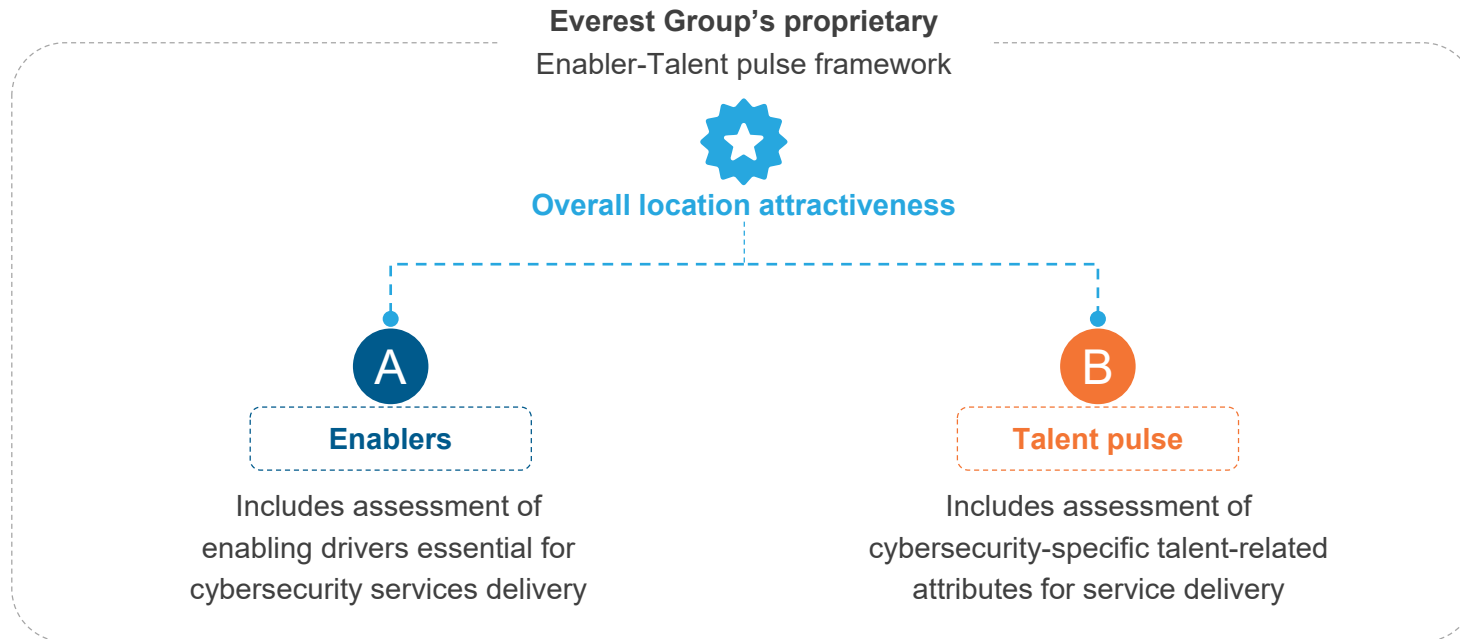 Everest Group’s proprietary
Enabler-Talent pulse framework
Overall location attractiveness
A
Enablers
Includes assessment of
enabling drivers essential for
cybersecurity services delivery
B
Talent pulse
Includes assessment of
cybersecurity-specific talent-related
attributes for service delivery